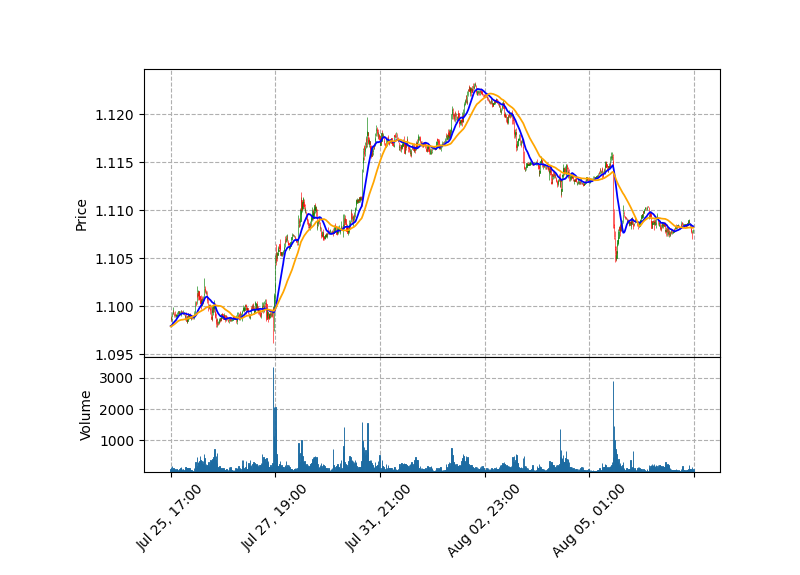 1.120
1.115
1.110
1.105
1.100
1.095
Price
3000
2000
1000
Volume
Jul 25, 17:00
Jul 27, 19:00
Jul 31, 21:00
Aug 02, 23:00
Aug 05, 01:00